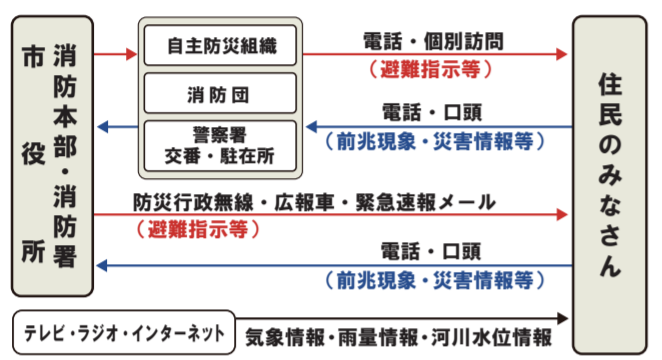 市役所
消防本部・消防署
自主防災組織
消防団
警察署
交番・駐在所
電話・個別訪問
（避難指示等）
電話・口頭
（前兆現象・災害情報等）
防災行政無線・広報車・緊急速報メール
（避難指示等）
電話・口頭
（前兆現象・災害情報等）
住民のみなさん
テレビ・ラジオ・インターネット
気象情報・雨量情報・河川水位情報